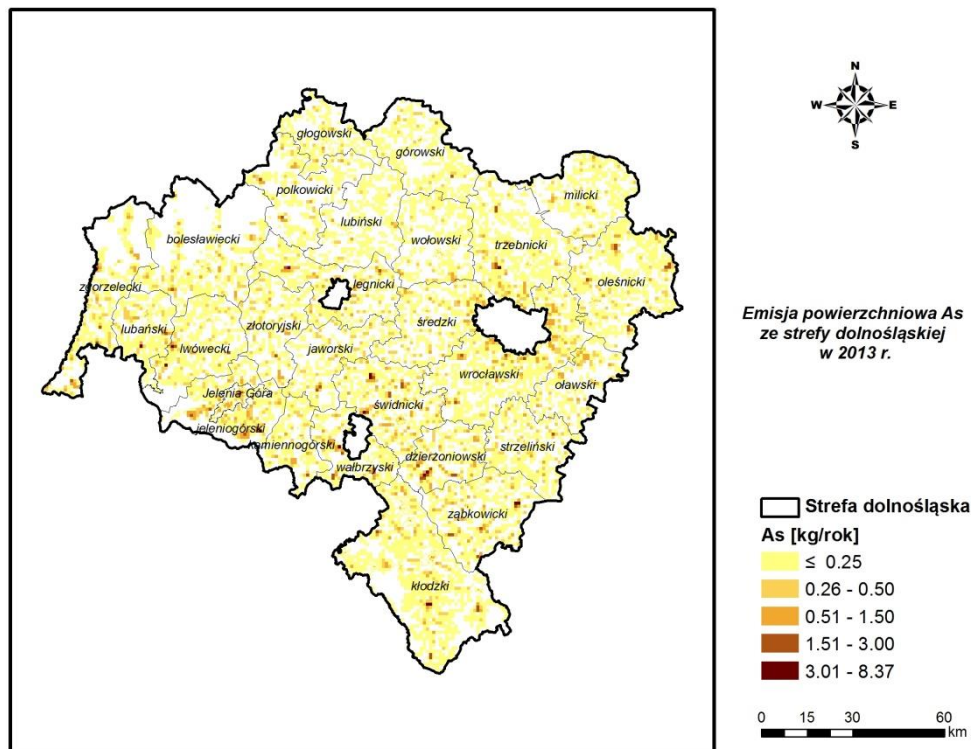 głogowski
górowski
polkowicki
milicki
lubiński
bolesławiecki
wołowski
trzebnicki
zgorzelecki
legnicki
oleśnicki
lubański
złotoryjski
średzki
lwówecki
jaworski
wrocławski
oławski
Jelenia Góra
świdnicki
jeleniogórski
kamiennogórski
strzeliński
dzierżoniowski
wałbrzyski
ząbkowicki
kłodzki
N
W E
S
Emisja powierzchniowa As
ze strefy dolnośląskiej
w 2013 r.
Strefa dolnośląska
As [kg/rok]
≤ 0.25
0.26 - 0.50
0.51 - 1.50
1.51 - 3.00
3.01 - 8.37
0 15 30 60
km